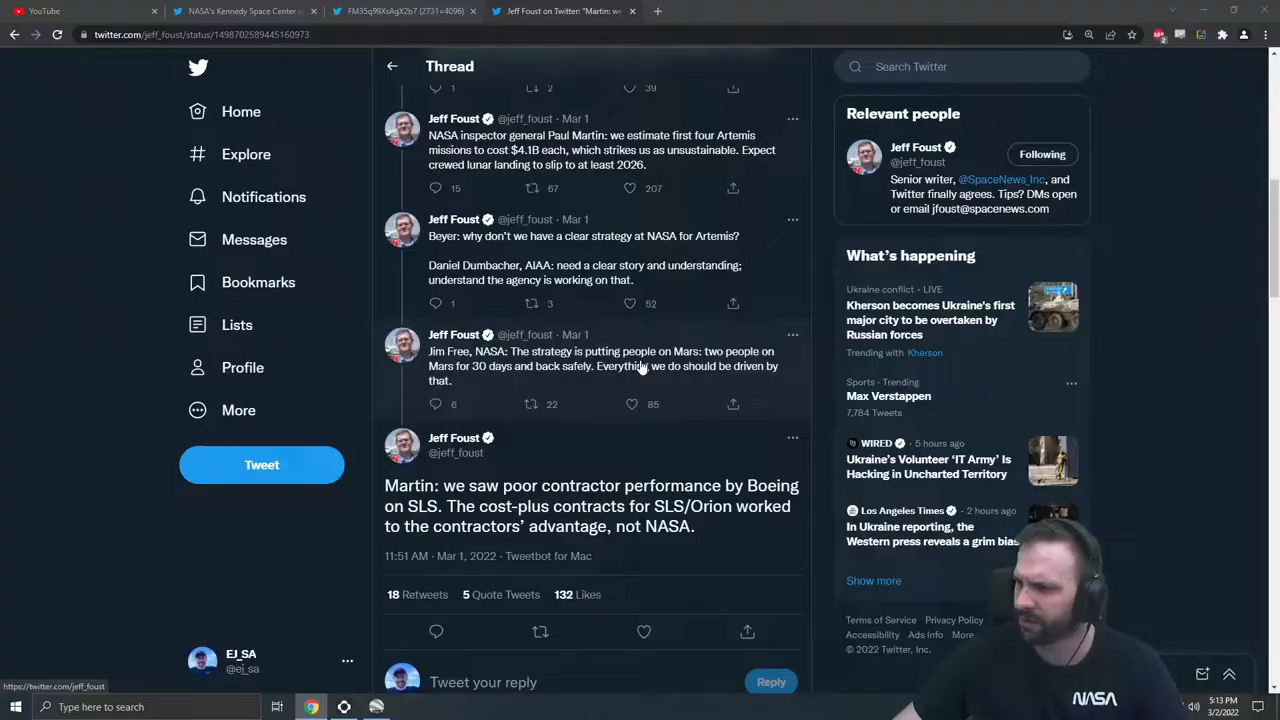 YouTube
NASA's Kennedy Space Center o
FM35q99XsAgX2b7 (2731×4096)
Jeff Foust on Twitter: "Martin: we
twitter.com/jeff_foust/status/1498702589445160973
2
Thread
Search Twitter
Home
Explore
Notifications
Messages
Bookmarks
Lists
Profile
More
Tweet
EJ_SA
@ej_sa
1
2
39
Jeff Foust @jeff_foust · Mar 1
NASA inspector general Paul Martin: we estimate first four Artemis
missions to cost $4.1B each, which strikes us as unsustainable. Expect
crewed lunar landing to slip to at least 2026.
15
67
207
Jeff Foust @jeff_foust · Mar 1
Beyer: why don't we have a clear strategy at NASA for Artemis?
Daniel Dumbacher, AIAA: need a clear story and understanding;
understand the agency is working on that.
1
3
52
Jeff Foust @jeff_foust · Mar 1
Jim Free, NASA: The strategy is putting people on Mars: two people on
Mars for 30 days and back safely. Everything we do should be driven by
that.
6
22
85
Jeff Foust
@jeff_foust
Martin: we saw poor contractor performance by Boeing
on SLS. The cost-plus contracts for SLS/Orion worked
to the contractors' advantage, not NASA.
11:51 AM · Mar 1, 2022 · Tweetbot for Mac
18 Retweets 5 Quote Tweets 132 Likes
Tweet your reply
Reply
Relevant people
Jeff Foust
@jeff_foust
Following
Senior writer, @SpaceNews_Inc, and
Twitter finally agrees. Tips? DMs open
or email jfoust@spacenews.com
What's happening
Ukraine conflict · LIVE
Kherson becomes Ukraine's first
major city to be overtaken by
Russian forces
Trending with Kherson
Sports · Trending
Max Verstappen
7,784 Tweets
WIRED · 5 hours ago
Ukraine's Volunteer 'IT Army' Is
Hacking in Uncharted Territory
Los Angeles Times · 2 hours ago
In Ukraine reporting, the
Western press reveals a grim bias
Show more
Terms of Service Privacy Policy
Accessibility Ads Info More
© 2022 Twitter, Inc.
NASA
https://twitter.com/jeff_foust
Type here to search
5:13 PM
3/2/2022